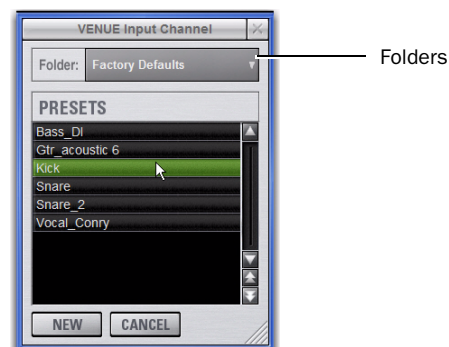 VENUE Input Channel
Folder: Factory Defaults
Folders
PRESETS
Bass_DI
Gtr_acoustic 6
Kick
Snare
Snare_2
Vocal_Conry
NEW CANCEL